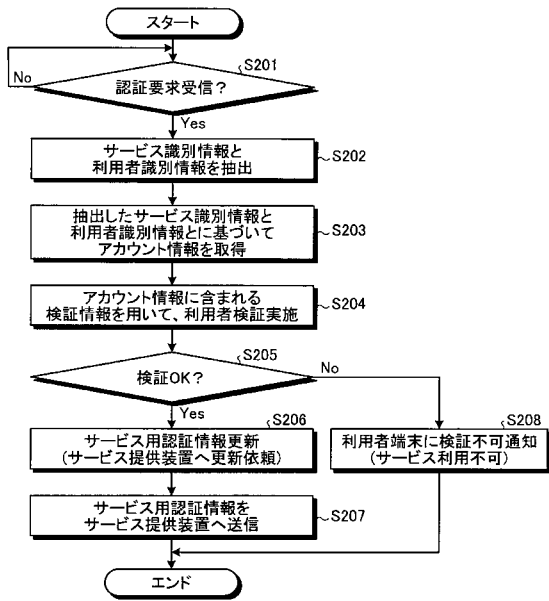 スタート
S201
認証要求受信?
No
Yes
サービス識別情報と
利用者識別情報を抽出
S202
抽出したサービス識別情報と
利用者識別情報とに基づいて
アカウント情報を取得
S203
アカウント情報に含まれる
検証情報を用いて、利用者検証実施
S204
S205
検証OK?
No
Yes
S206
サービス用認証情報更新
(サービス提供装置へ更新依頼)
S208
利用者端末に検証不可通知
(サービス利用不可)
サービス用認証情報を
サービス提供装置へ送信
S207
エンド